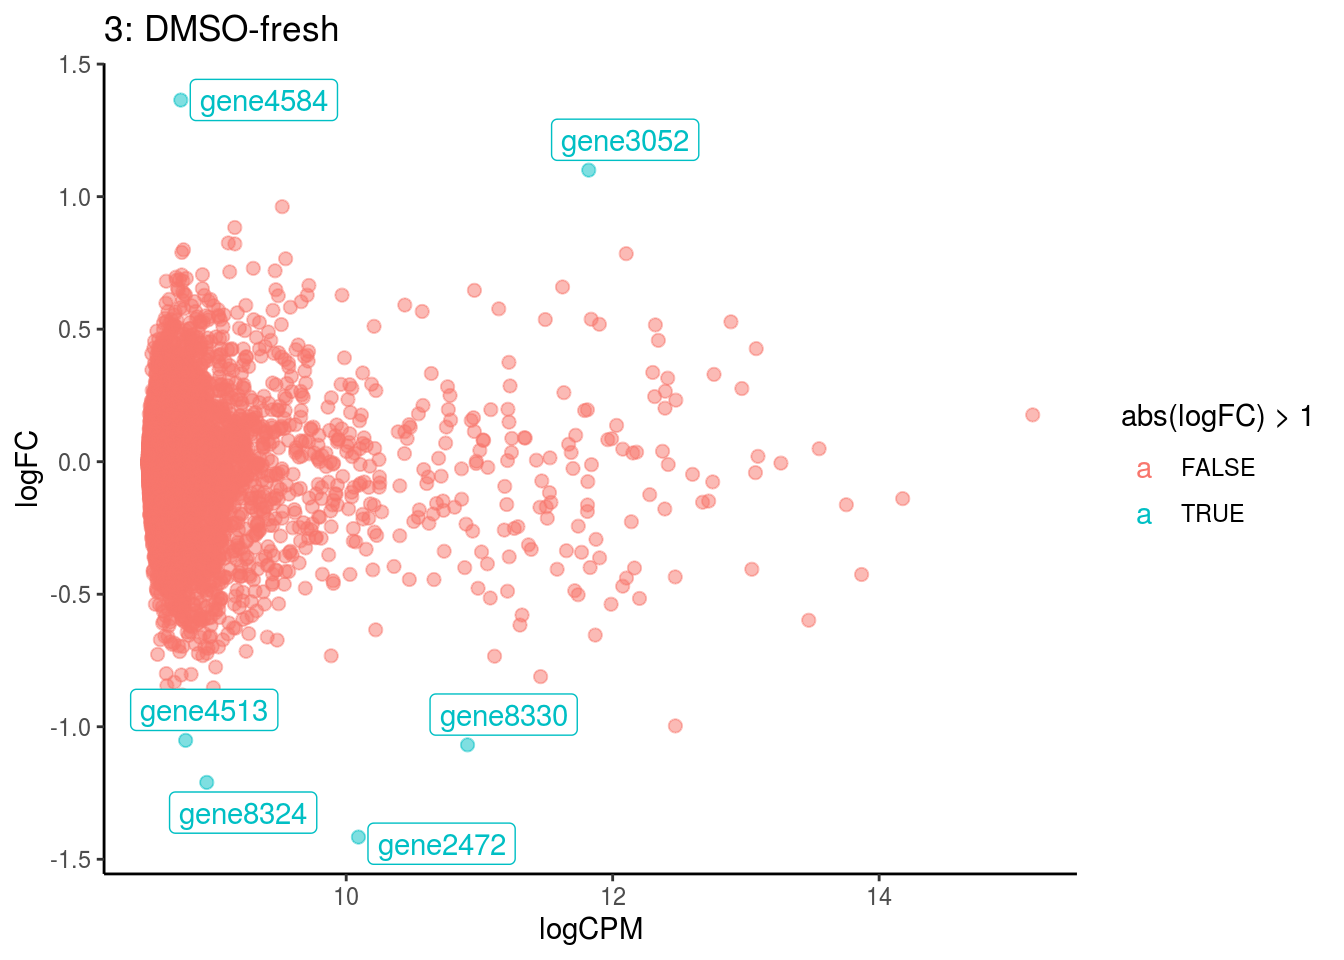 3: DMSO-fresh
1.5
1.0
0.5
0.0
-0.5
-1.0
-1.5
logFC
gene4584
gene3052
gene4513
gene8330
gene8324
gene2472
10
12
14
logCPM
abs(logFC) > 1
a FALSE
a TRUE